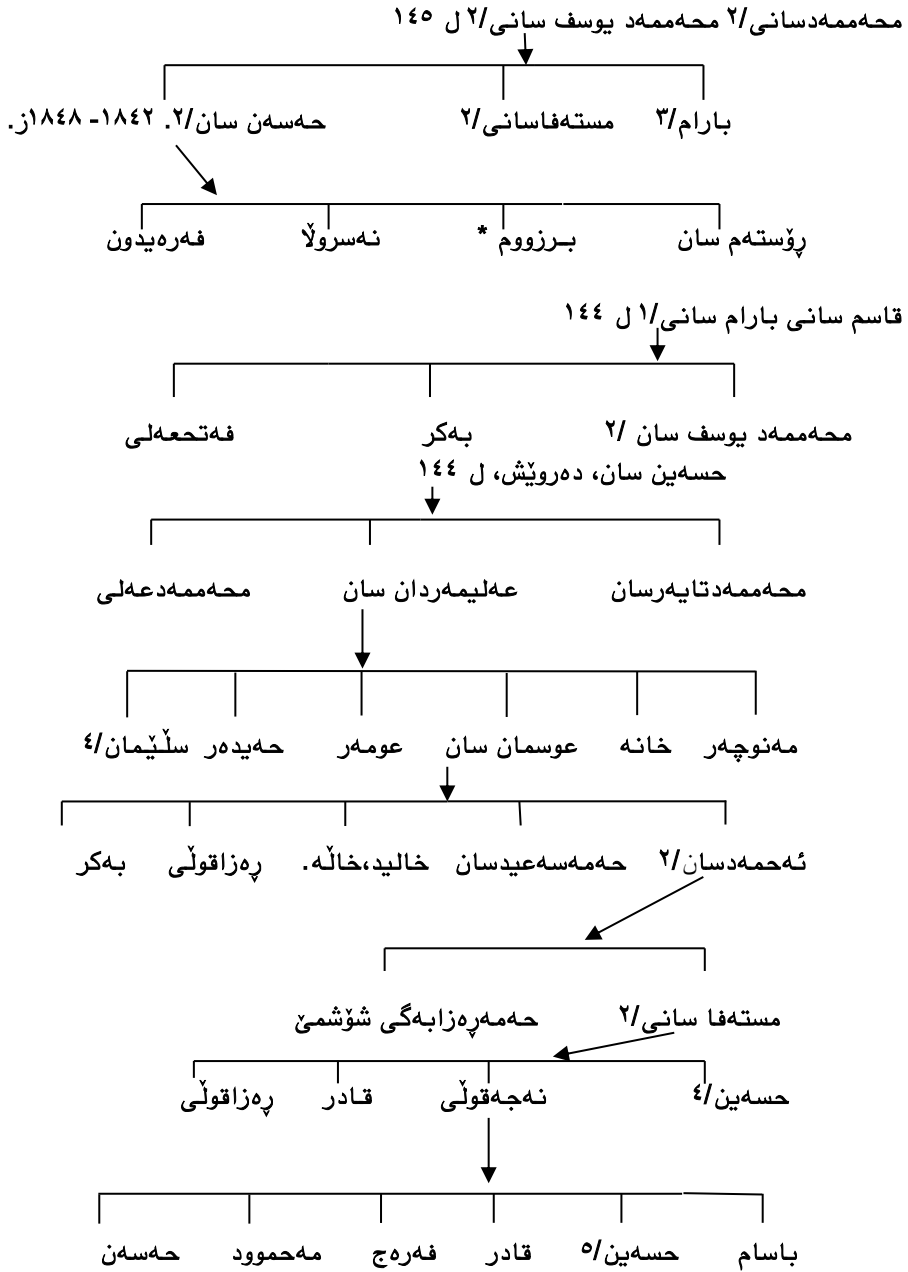 محەممەدسانی/٢ محەممەد یوسف سانی/٢ ل ١٤٥
بارام/٣ مستەفاسانی/٢ حەسەن سان/٢. ١٨٤٢- ١٨٤٨ز.
ڕۆستەم سان بـرزووم * نەسروڵا فەرەیدون
قاسم سانی بارام سانی/١ ل ١٤٤
محەممەد یوسف سان /٢ بەکر فەتحعەلی
حسەین سان، دەروێش، ل ١٤٤
محەممەدتایەرسان عەلیمەردان سان محەممەدعەلی
مەنوچەر خانە عوسمان سان عومەر حەیدەر سلێمان/٤
ئەحمەدسان/٢ حەمەسەعیدسان خالید،خاڵە. ڕەزاقوڵی بەکر
مستەفا سانی/٢ حەمەڕەزابەگی شۆشمێ
حسەین/٤ نەجەقوڵی قادر ڕەزاقوڵی
باسام حسەین/٥ قادر فەرەج مەحموود حەسەن